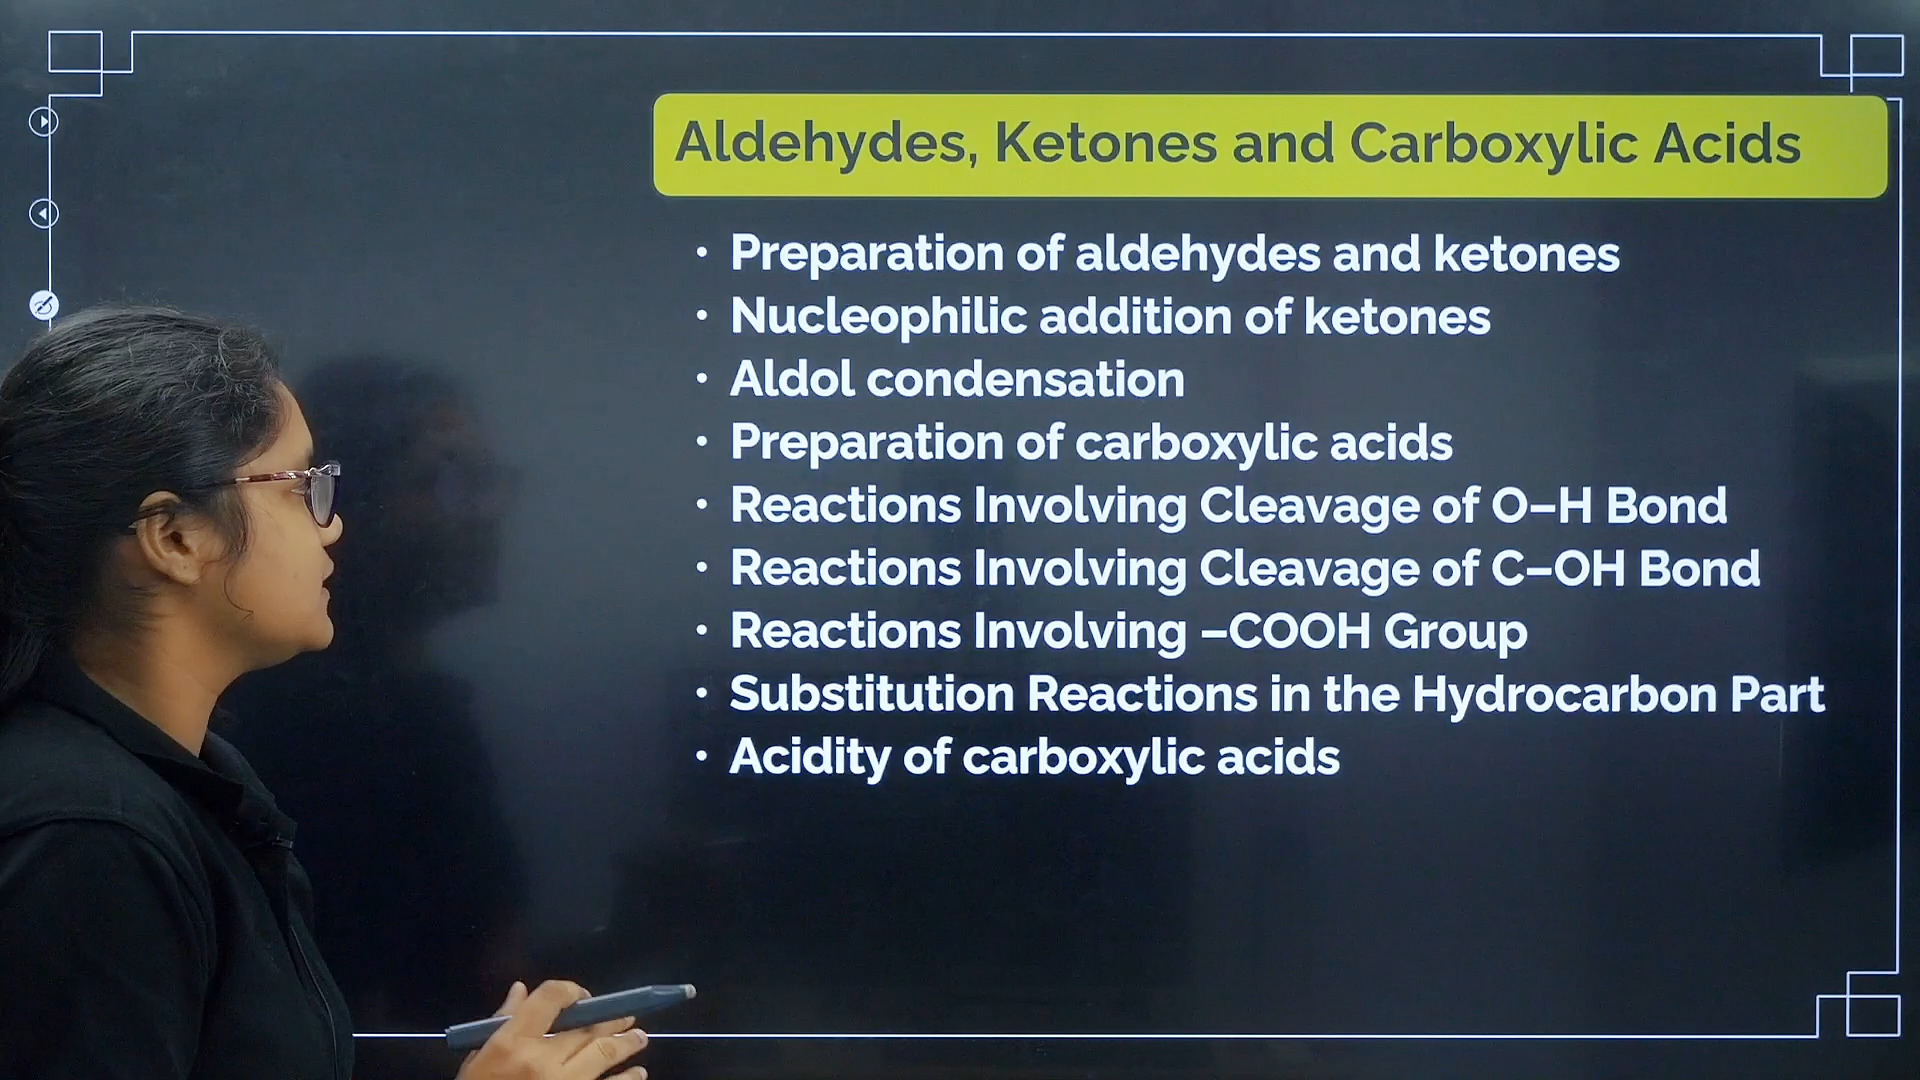 Aldehydes, Ketones and Carboxylic Acids
• Preparation of aldehydes and ketones
• Nucleophilic addition of ketones
• Aldol condensation
• Preparation of carboxylic acids
• Reactions Involving Cleavage of O–H Bond
• Reactions Involving Cleavage of C–OH Bond
• Reactions Involving –COOH Group
• Substitution Reactions in the Hydrocarbon Part
• Acidity of carboxylic acids